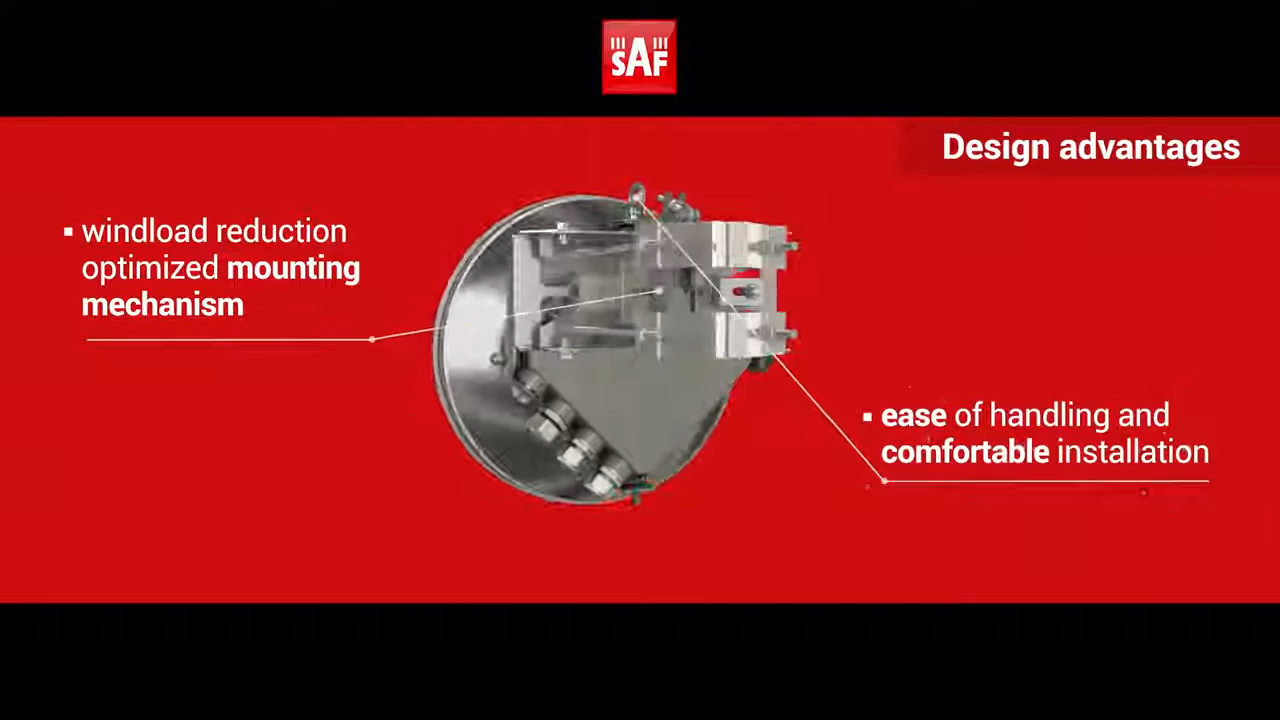 SAF
Design advantages
▪ windload reduction
optimized mounting
mechanism
▪ ease of handling and
comfortable installation